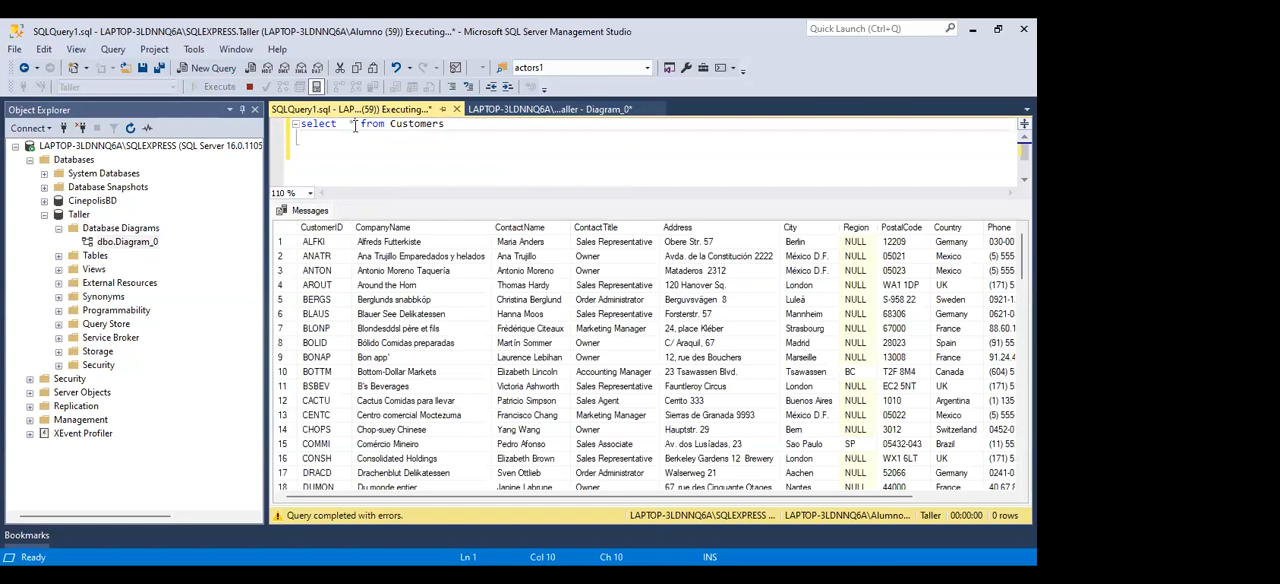 SQLQuery1.sql - LAPTOP-3LDNNQ6A\SQLEXPRESS.Taller (LAPTOP-3LDNNQ6A\Alumno (59)) Executing...* - Microsoft SQL Server Management Studio
Quick Launch (Ctrl+Q)
File Edit View Query Project Tools Window Help
New Query
actors1
Taller
Execute
Object Explorer
SQLQuery1.sql - LAP...(59)) Executing...*
LAPTOP-3LDNNQ6A\...aller - Diagram_0*
Connect
select * from Customers
LAPTOP-3LDNNQ6A\SQLEXPRESS (SQL Server 16.0.1105
Databases
System Databases
Database Snapshots
CinepolisBD
Taller
Database Diagrams
dbo.Diagram_0
Tables
Views
External Resources
Synonyms
Programmability
Query Store
Service Broker
Storage
Security
Security
Server Objects
Replication
Management
XEvent Profiler
110 %
Messages
CustomerID CompanyName ContactName ContactTitle Address City Region PostalCode Country Phone
1 ALFKI Alfreds Futterkiste Maria Anders Sales Representative Obere Str. 57 Berlin NULL 12209 Germany 030-00
2 ANATR Ana Trujillo Emparedados y helados Ana Trujillo Owner Avda. de la Constitución 2222 México D.F. NULL 05021 Mexico (5) 555
3 ANTON Antonio Moreno Taquería Antonio Moreno Owner Mataderos 2312 México D.F. NULL 05023 Mexico (5) 555
4 AROUT Around the Horn Thomas Hardy Sales Representative 120 Hanover Sq. London NULL WA1 1DP UK (171) 5
5 BERGS Berglunds snabbköp Christina Berglund Order Administrator Berguvsvägen 8 Luleå NULL S-958 22 Sweden 0921-1
6 BLAUS Blauer See Delikatessen Hanna Moos Sales Representative Forsterstr. 57 Mannheim NULL 68306 Germany 0621-0
7 BLONP Blondesddsl père et fils Frédérique Citeaux Marketing Manager 24, place Kléber Strasbourg NULL 67000 France 88.60.1
8 BOLID Bólido Comidas preparadas Martín Sommer Owner C/ Araquil, 67 Madrid NULL 28023 Spain (91) 55
9 BONAP Bon app' Laurence Lebihan Owner 12, rue des Bouchers Marseille NULL 13008 France 91.24.4
10 BOTTM Bottom-Dollar Markets Elizabeth Lincoln Accounting Manager 23 Tsawassen Blvd. Tsawassen BC T2F 8M4 Canada (604) 5
11 BSBEV B's Beverages Victoria Ashworth Sales Representative Fauntleroy Circus London NULL EC2 5NT UK (171) 5
12 CACTU Cactus Comidas para llevar Patricio Simpson Sales Agent Cerrito 333 Buenos Aires NULL 1010 Argentina (1) 135
13 CENTC Centro comercial Moctezuma Francisco Chang Marketing Manager Sierras de Granada 9993 México D.F. NULL 05022 Mexico (5) 555
14 CHOPS Chop-suey Chinese Yang Wang Owner Hauptstr. 29 Bern NULL 3012 Switzerland 0452-0
15 COMMI Comércio Mineiro Pedro Afonso Sales Associate Av. dos Lusíadas, 23 Sao Paulo SP 05432-043 Brazil (11) 55
16 CONSH Consolidated Holdings Elizabeth Brown Sales Representative Berkeley Gardens 12 Brewery London NULL WX1 6LT UK (171) 5
17 DRACD Drachenblut Delikatessen Sven Ottlieb Order Administrator Walserweg 21 Aachen NULL 52066 Germany 0241-0
18 DUMON Du monde entier Janine Labrune Owner 67, rue des Cinquante Otages Nantes NULL 44000 France 40.67.8
Query completed with errors.
LAPTOP-3LDNNQ6A\SQLEXPRESS ... LAPTOP-3LDNNQ6A\Alumno... Taller 00:00:00 0 rows
Bookmarks
Ready
Ln 1 Col 10 Ch 10 INS